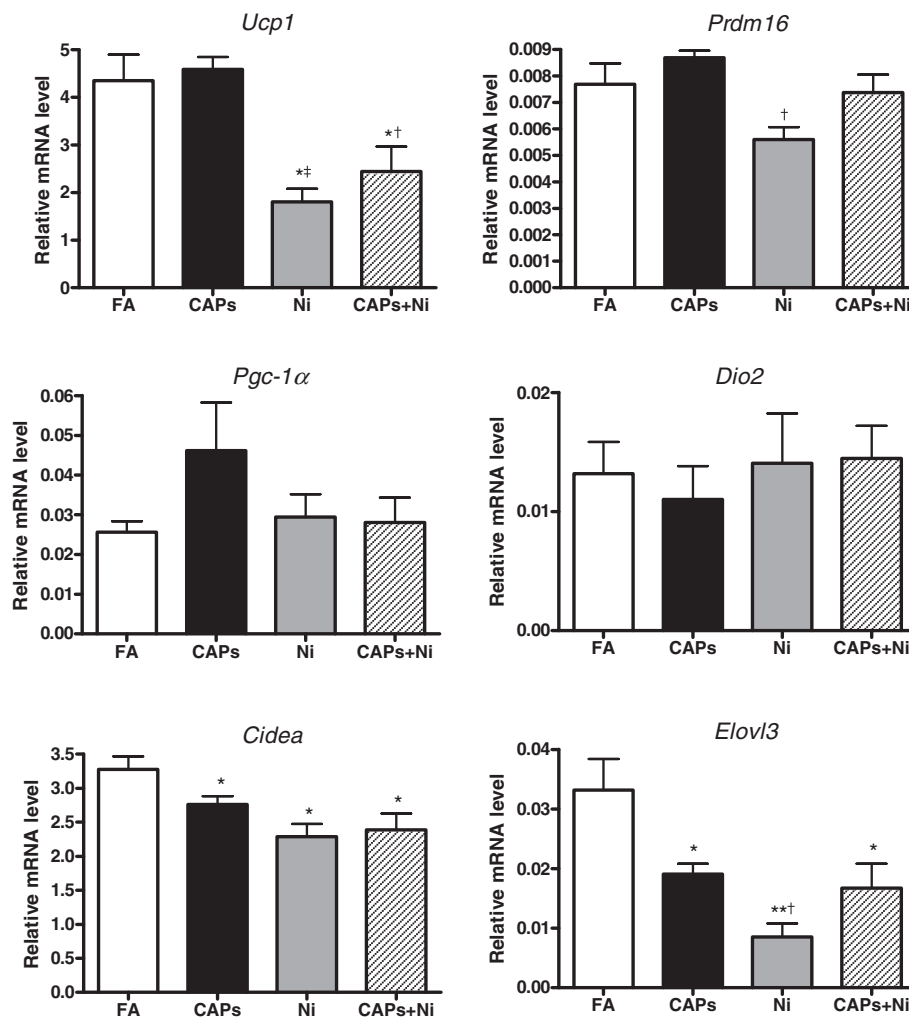 Ucp1
Relative mRNA level
5
4
3
2
1
0
*‡
*†
FA CAPs Ni CAPs+Ni
Prdm16
Relative mRNA level
0.009
0.008
0.007
0.006
0.005
0.004
0.003
0.002
0.001
0.000
†
FA CAPs Ni CAPs+Ni
Pgc-1α
Relative mRNA level
0.06
0.05
0.04
0.03
0.02
0.01
0.00
FA CAPs Ni CAPs+Ni
Dio2
Relative mRNA level
0.02
0.01
0.00
FA CAPs Ni CAPs+Ni
Cidea
Relative mRNA level
3.5
3.0
2.5
2.0
1.5
1.0
0.5
0.0
*
*
*
FA CAPs Ni CAPs+Ni
Elovl3
Relative mRNA level
0.04
0.03
0.02
0.01
0.00
*
**†
*
FA CAPs Ni CAPs+Ni